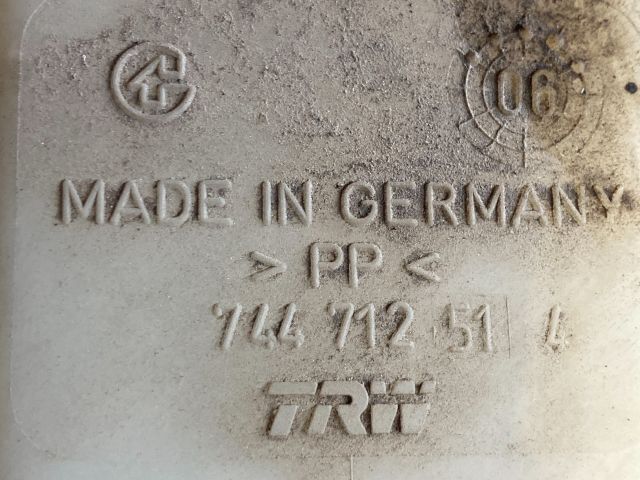 06
MADE IN GERMANY
> PP <
744 712 51 4
TRW